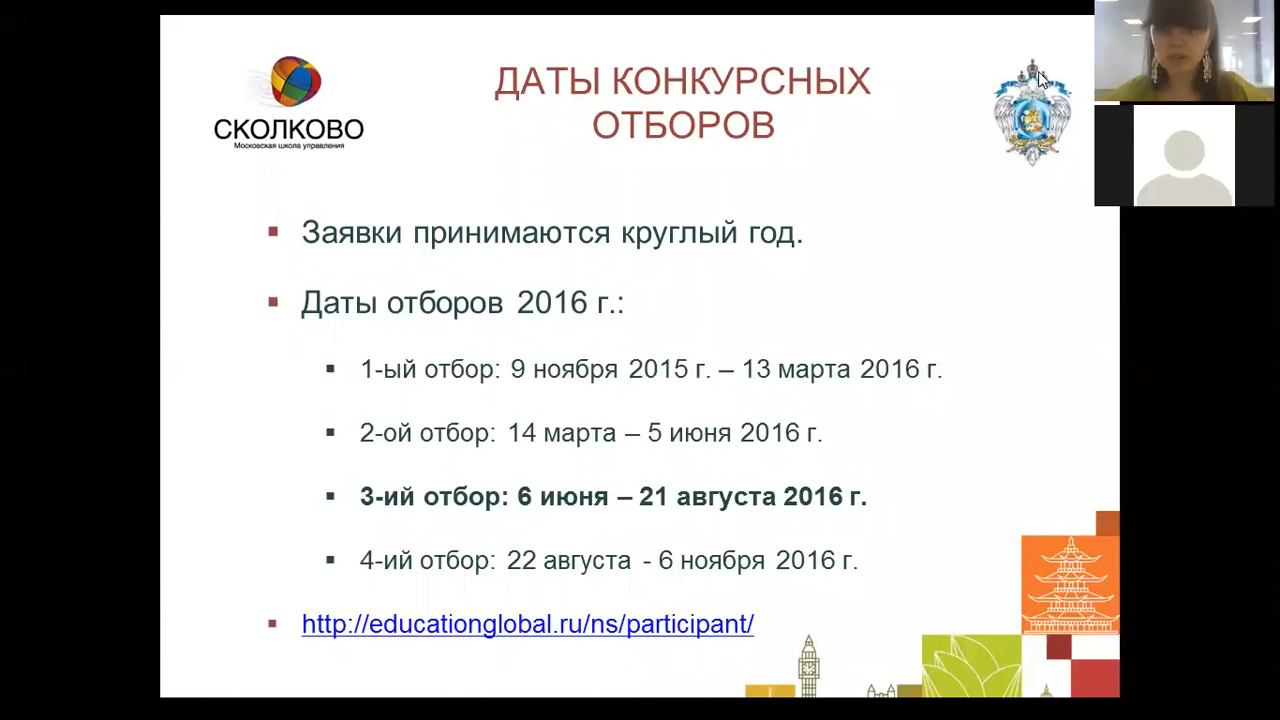 СКОЛКОВО
Московская школа управления
ДАТЫ КОНКУРСНЫХ
ОТБОРОВ
Заявки принимаются круглый год.
Даты отборов 2016 г.:
1-ый отбор: 9 ноября 2015 г. – 13 марта 2016 г.
2-ой отбор: 14 марта – 5 июня 2016 г.
3-ий отбор: 6 июня – 21 августа 2016 г.
4-ий отбор: 22 августа - 6 ноября 2016 г.
http://educationglobal.ru/ns/participant/